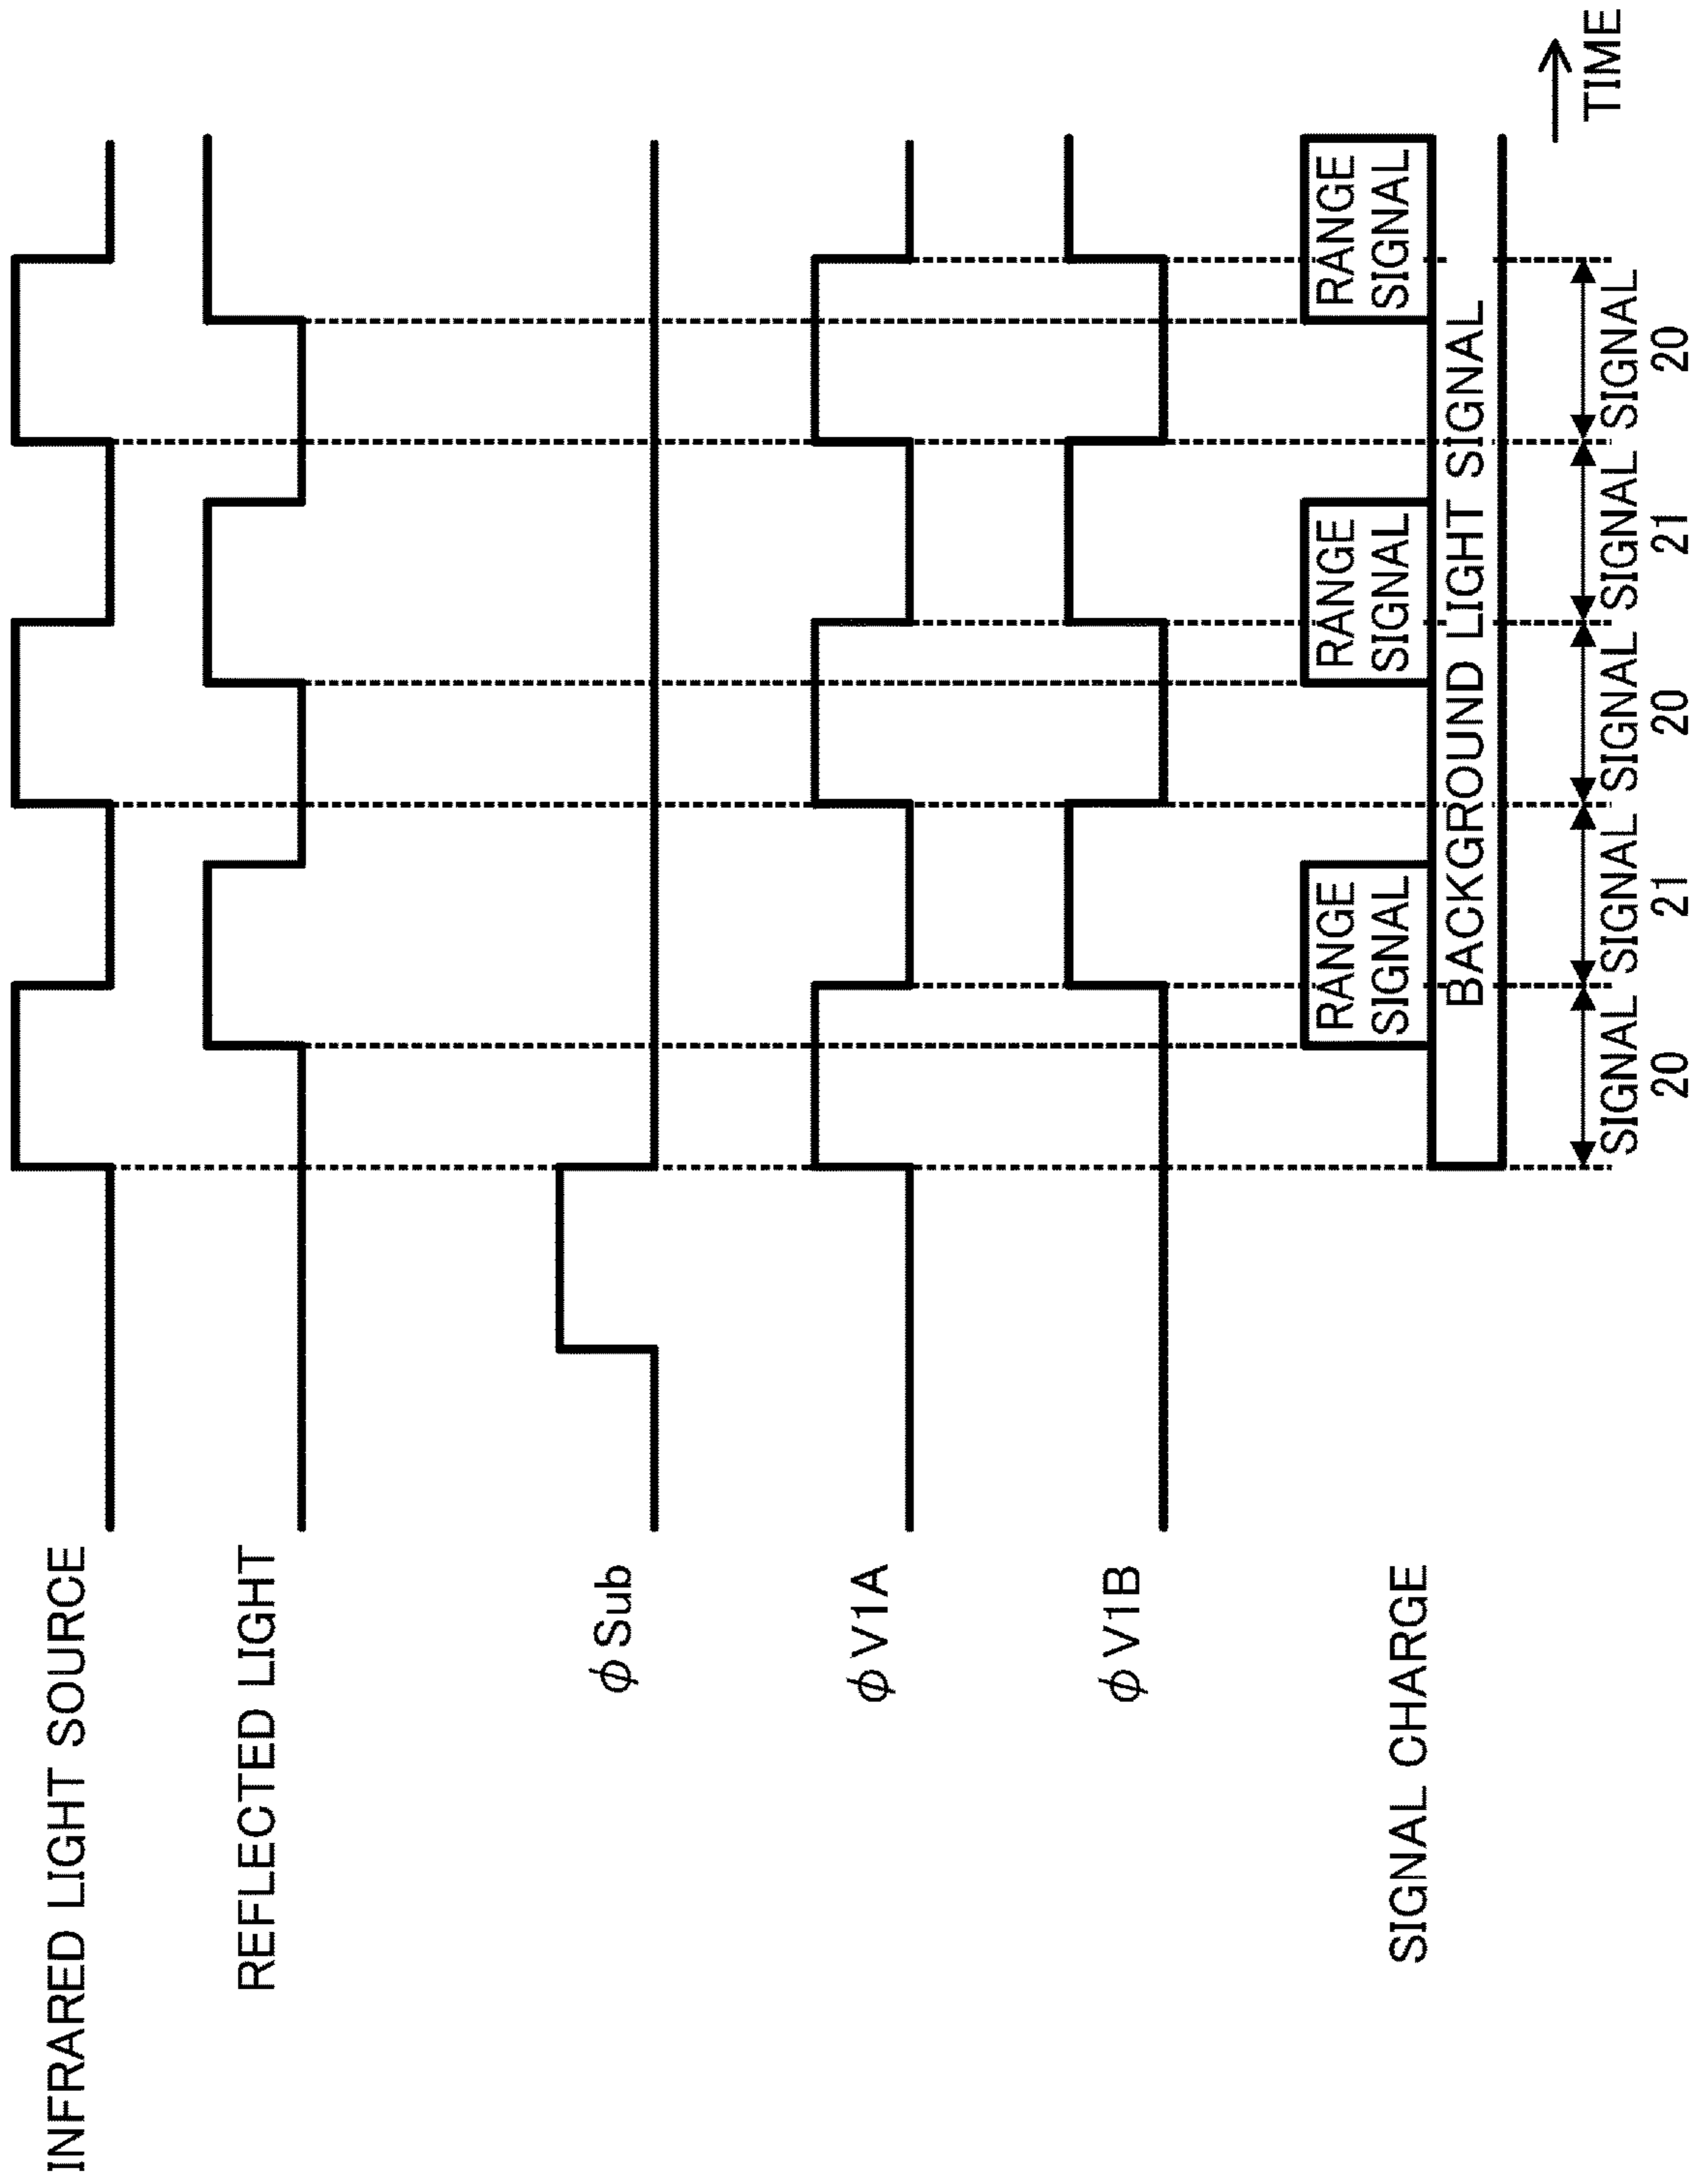 INFRARED LIGHT SOURCE
REFLECTED LIGHT
ϕSub
ϕV1A
ϕV1B
SIGNAL CHARGE
RANGE
SIGNAL
RANGE
SIGNAL
RANGE
SIGNAL
BACKGROUND LIGHT SIGNAL
TIME
SIGNAL SIGNAL SIGNAL SIGNAL SIGNAL
20 21 20 21 20